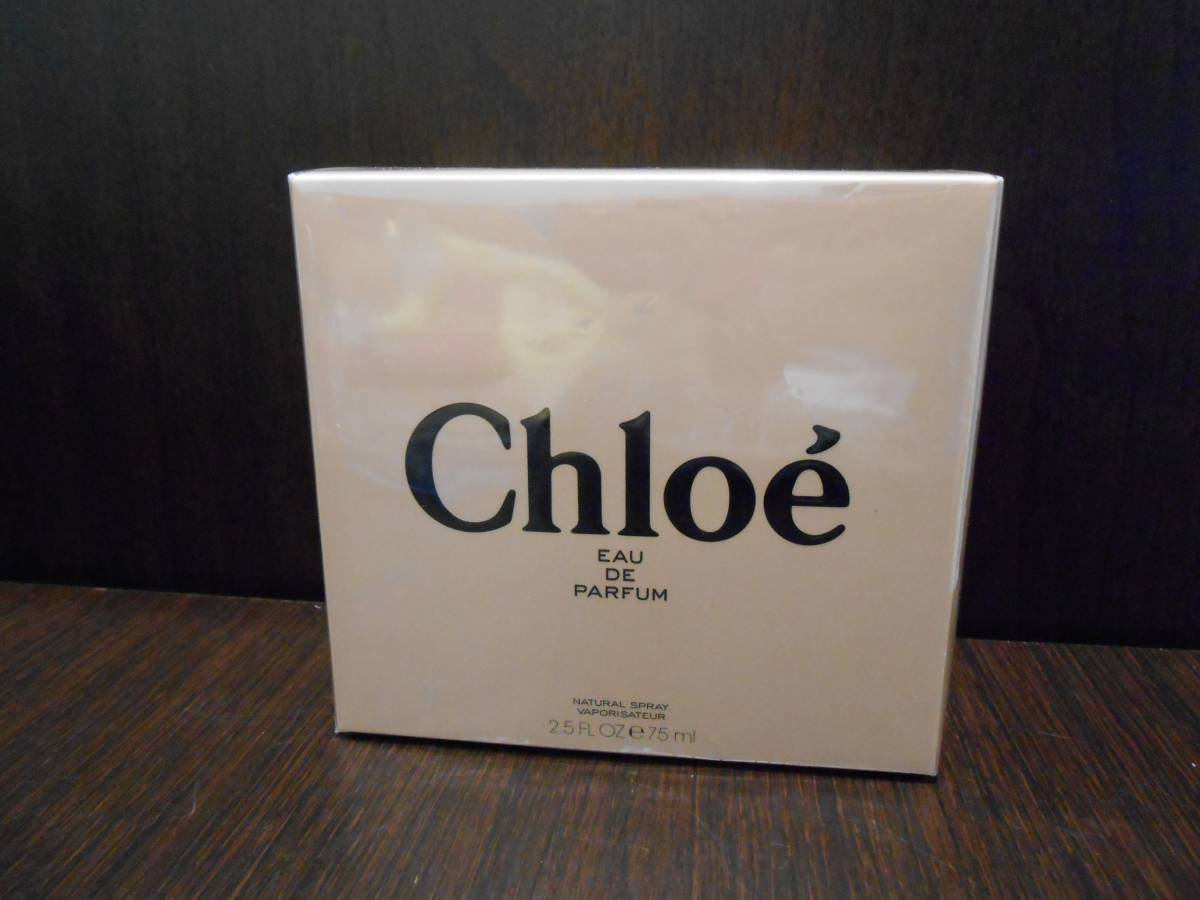 Chloé
EAU
DE
PARFUM
NATURAL SPRAY
VAPORISATEUR
2.5 FL OZ ℮ 75 ml